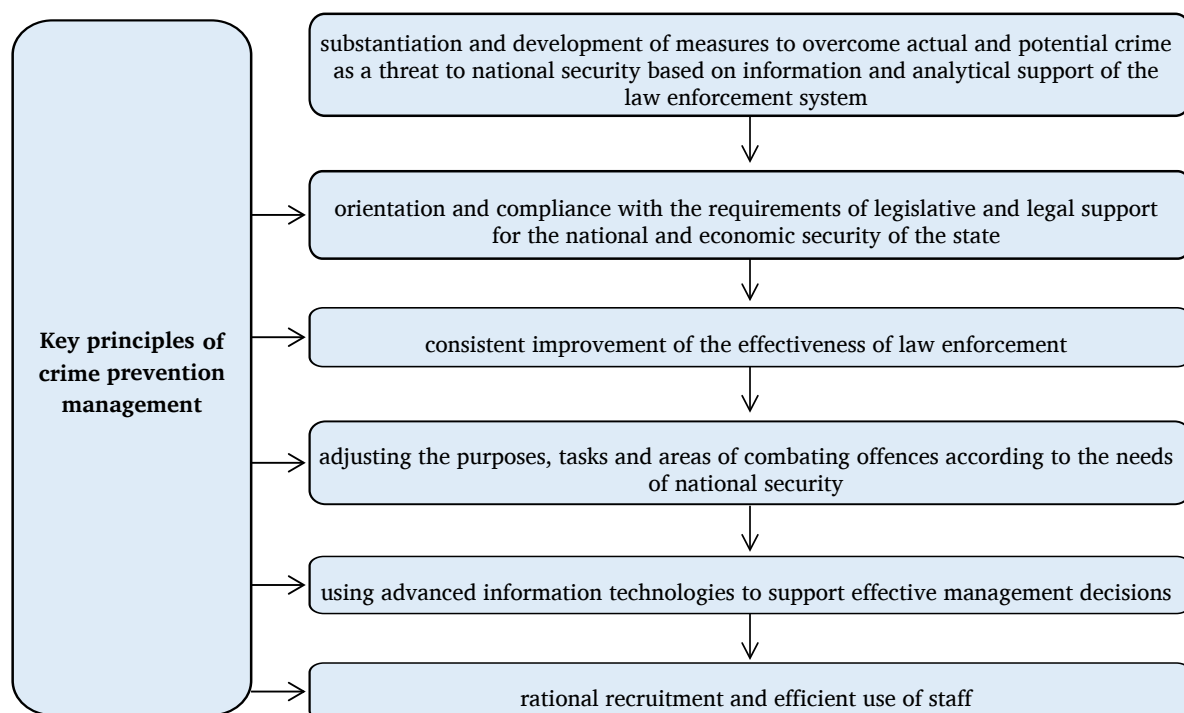 Key principles of
crime prevention
management
substantiation and development of measures to overcome actual and potential crime
as a threat to national security based on information and analytical support of the
law enforcement system
orientation and compliance with the requirements of legislative and legal support
for the national and economic security of the state
consistent improvement of the effectiveness of law enforcement
adjusting the purposes, tasks and areas of combating offences according to the needs
of national security
using advanced information technologies to support effective management decisions
rational recruitment and efficient use of staff